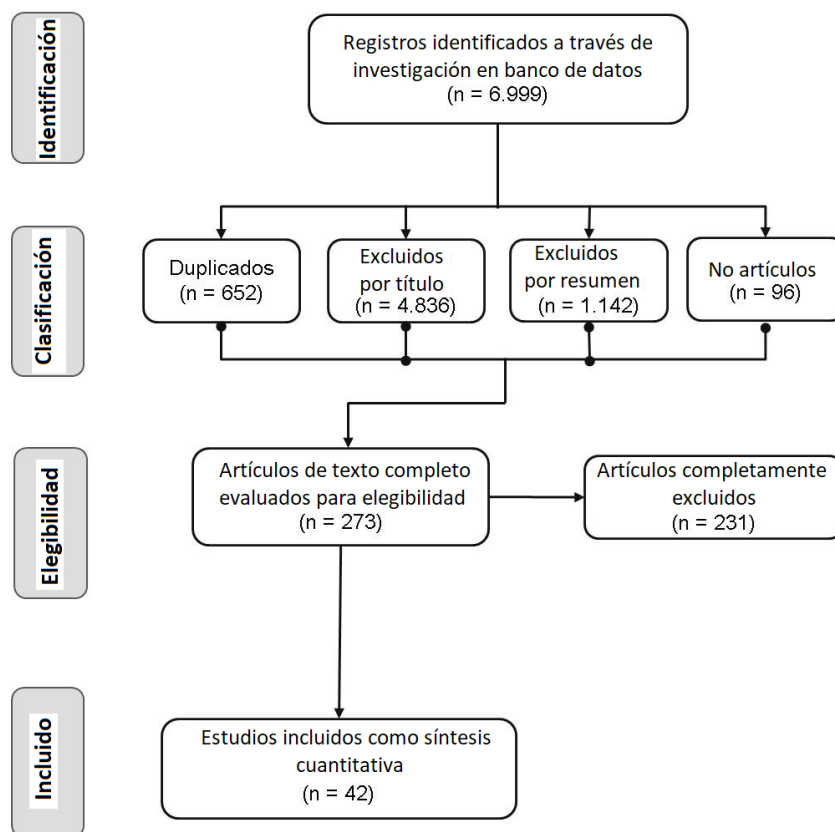 Identificación
Registros identificados a través de
investigación en banco de datos
(n = 6.999)
Clasificación
Duplicados
(n = 652)
Excluidos
por título
(n = 4.836)
Excluidos
por resumen
(n = 1.142)
No artículos
(n = 96)
Elegibilidad
Artículos de texto completo
evaluados para elegibilidad
(n = 273)
Artículos completamente
excluidos
(n = 231)
Incluido
Estudios incluidos como síntesis
cuantitativa
(n = 42)